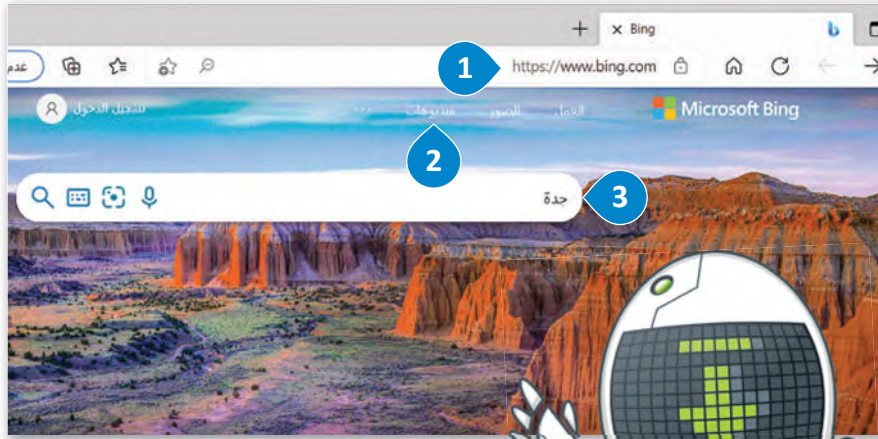 Bing
عدم
https://www.bing.com
1
Microsoft Bing
العمل الصور فيديوهات ...
تسجيل الدخول
2
جدة
3